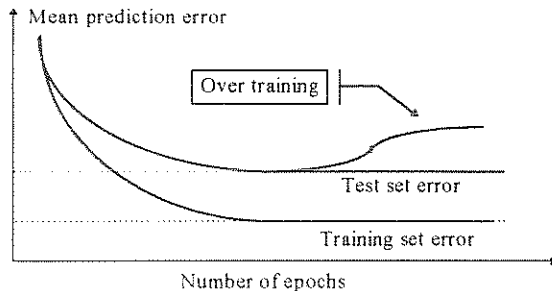 Mean prediction error
Over training
Test set error
Training set error
Number of epochs